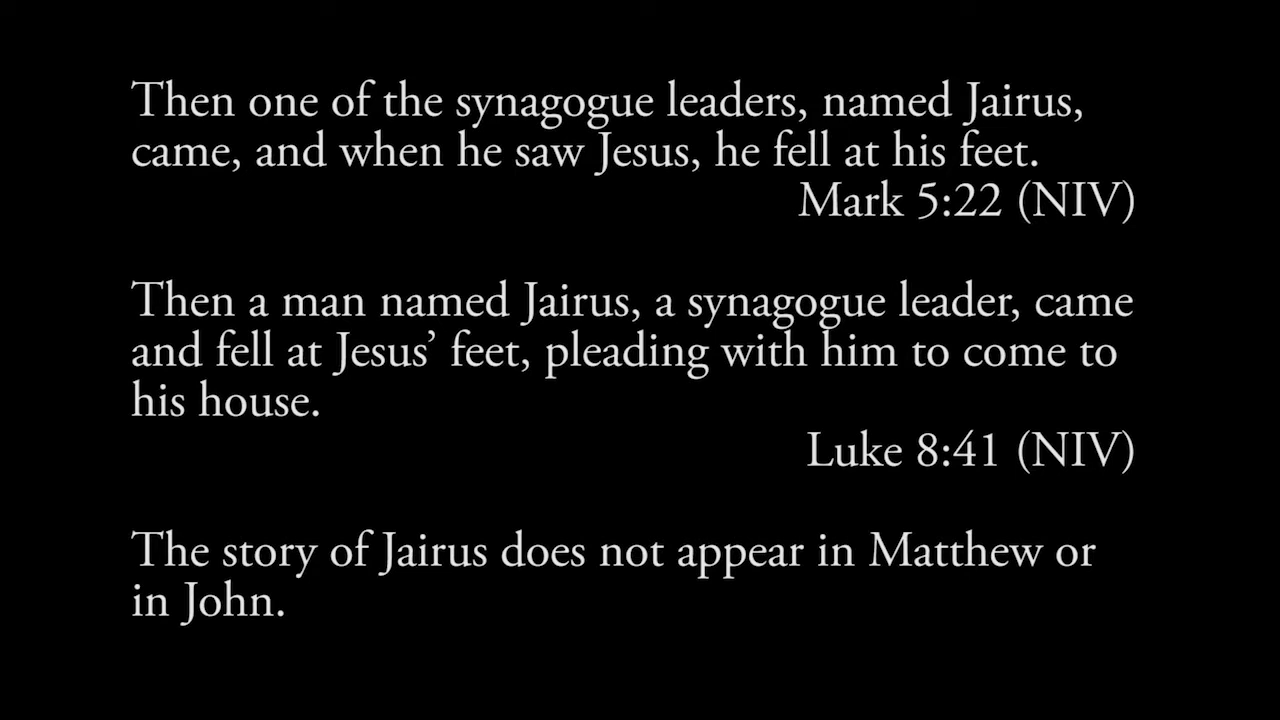 Then one of the synagogue leaders, named Jairus,
came, and when he saw Jesus, he fell at his feet.
Mark 5:22 (NIV)
Then a man named Jairus, a synagogue leader, came
and fell at Jesus’ feet, pleading with him to come to
his house.
Luke 8:41 (NIV)
The story of Jairus does not appear in Matthew or
in John.